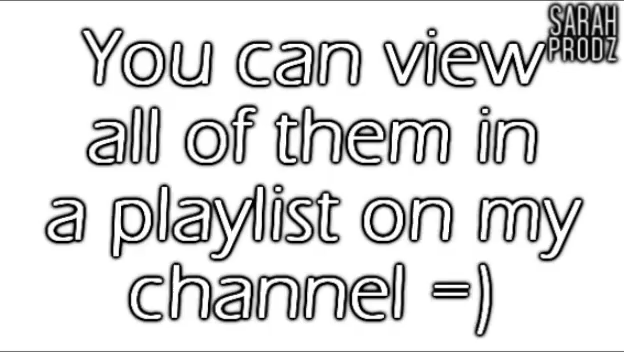 SARAH
PRODZ
You can view
all of them in
a playlist on my
channel =)